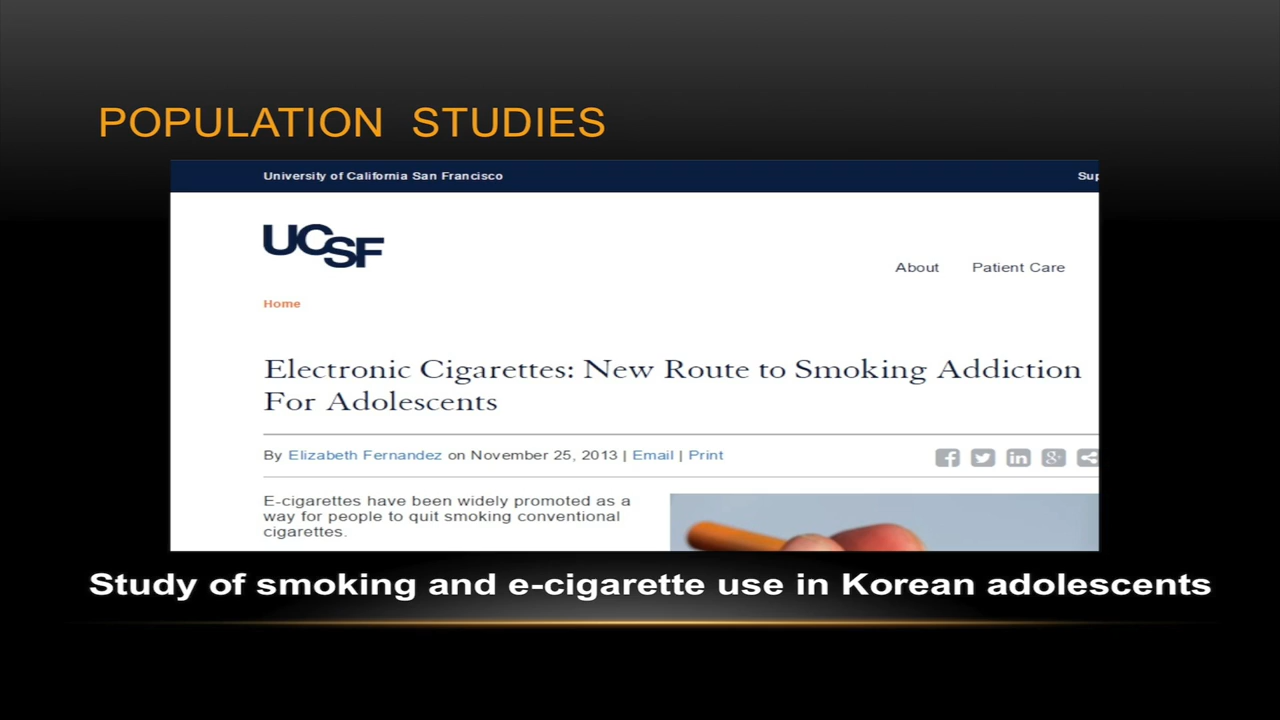 POPULATION STUDIES
University of California San Francisco
Sup
UCSF
About Patient Care
Home
Electronic Cigarettes: New Route to Smoking Addiction
For Adolescents
By Elizabeth Fernandez on November 25, 2013 | Email | Print
E-cigarettes have been widely promoted as a
way for people to quit smoking conventional
cigarettes.
Study of smoking and e-cigarette use in Korean adolescents